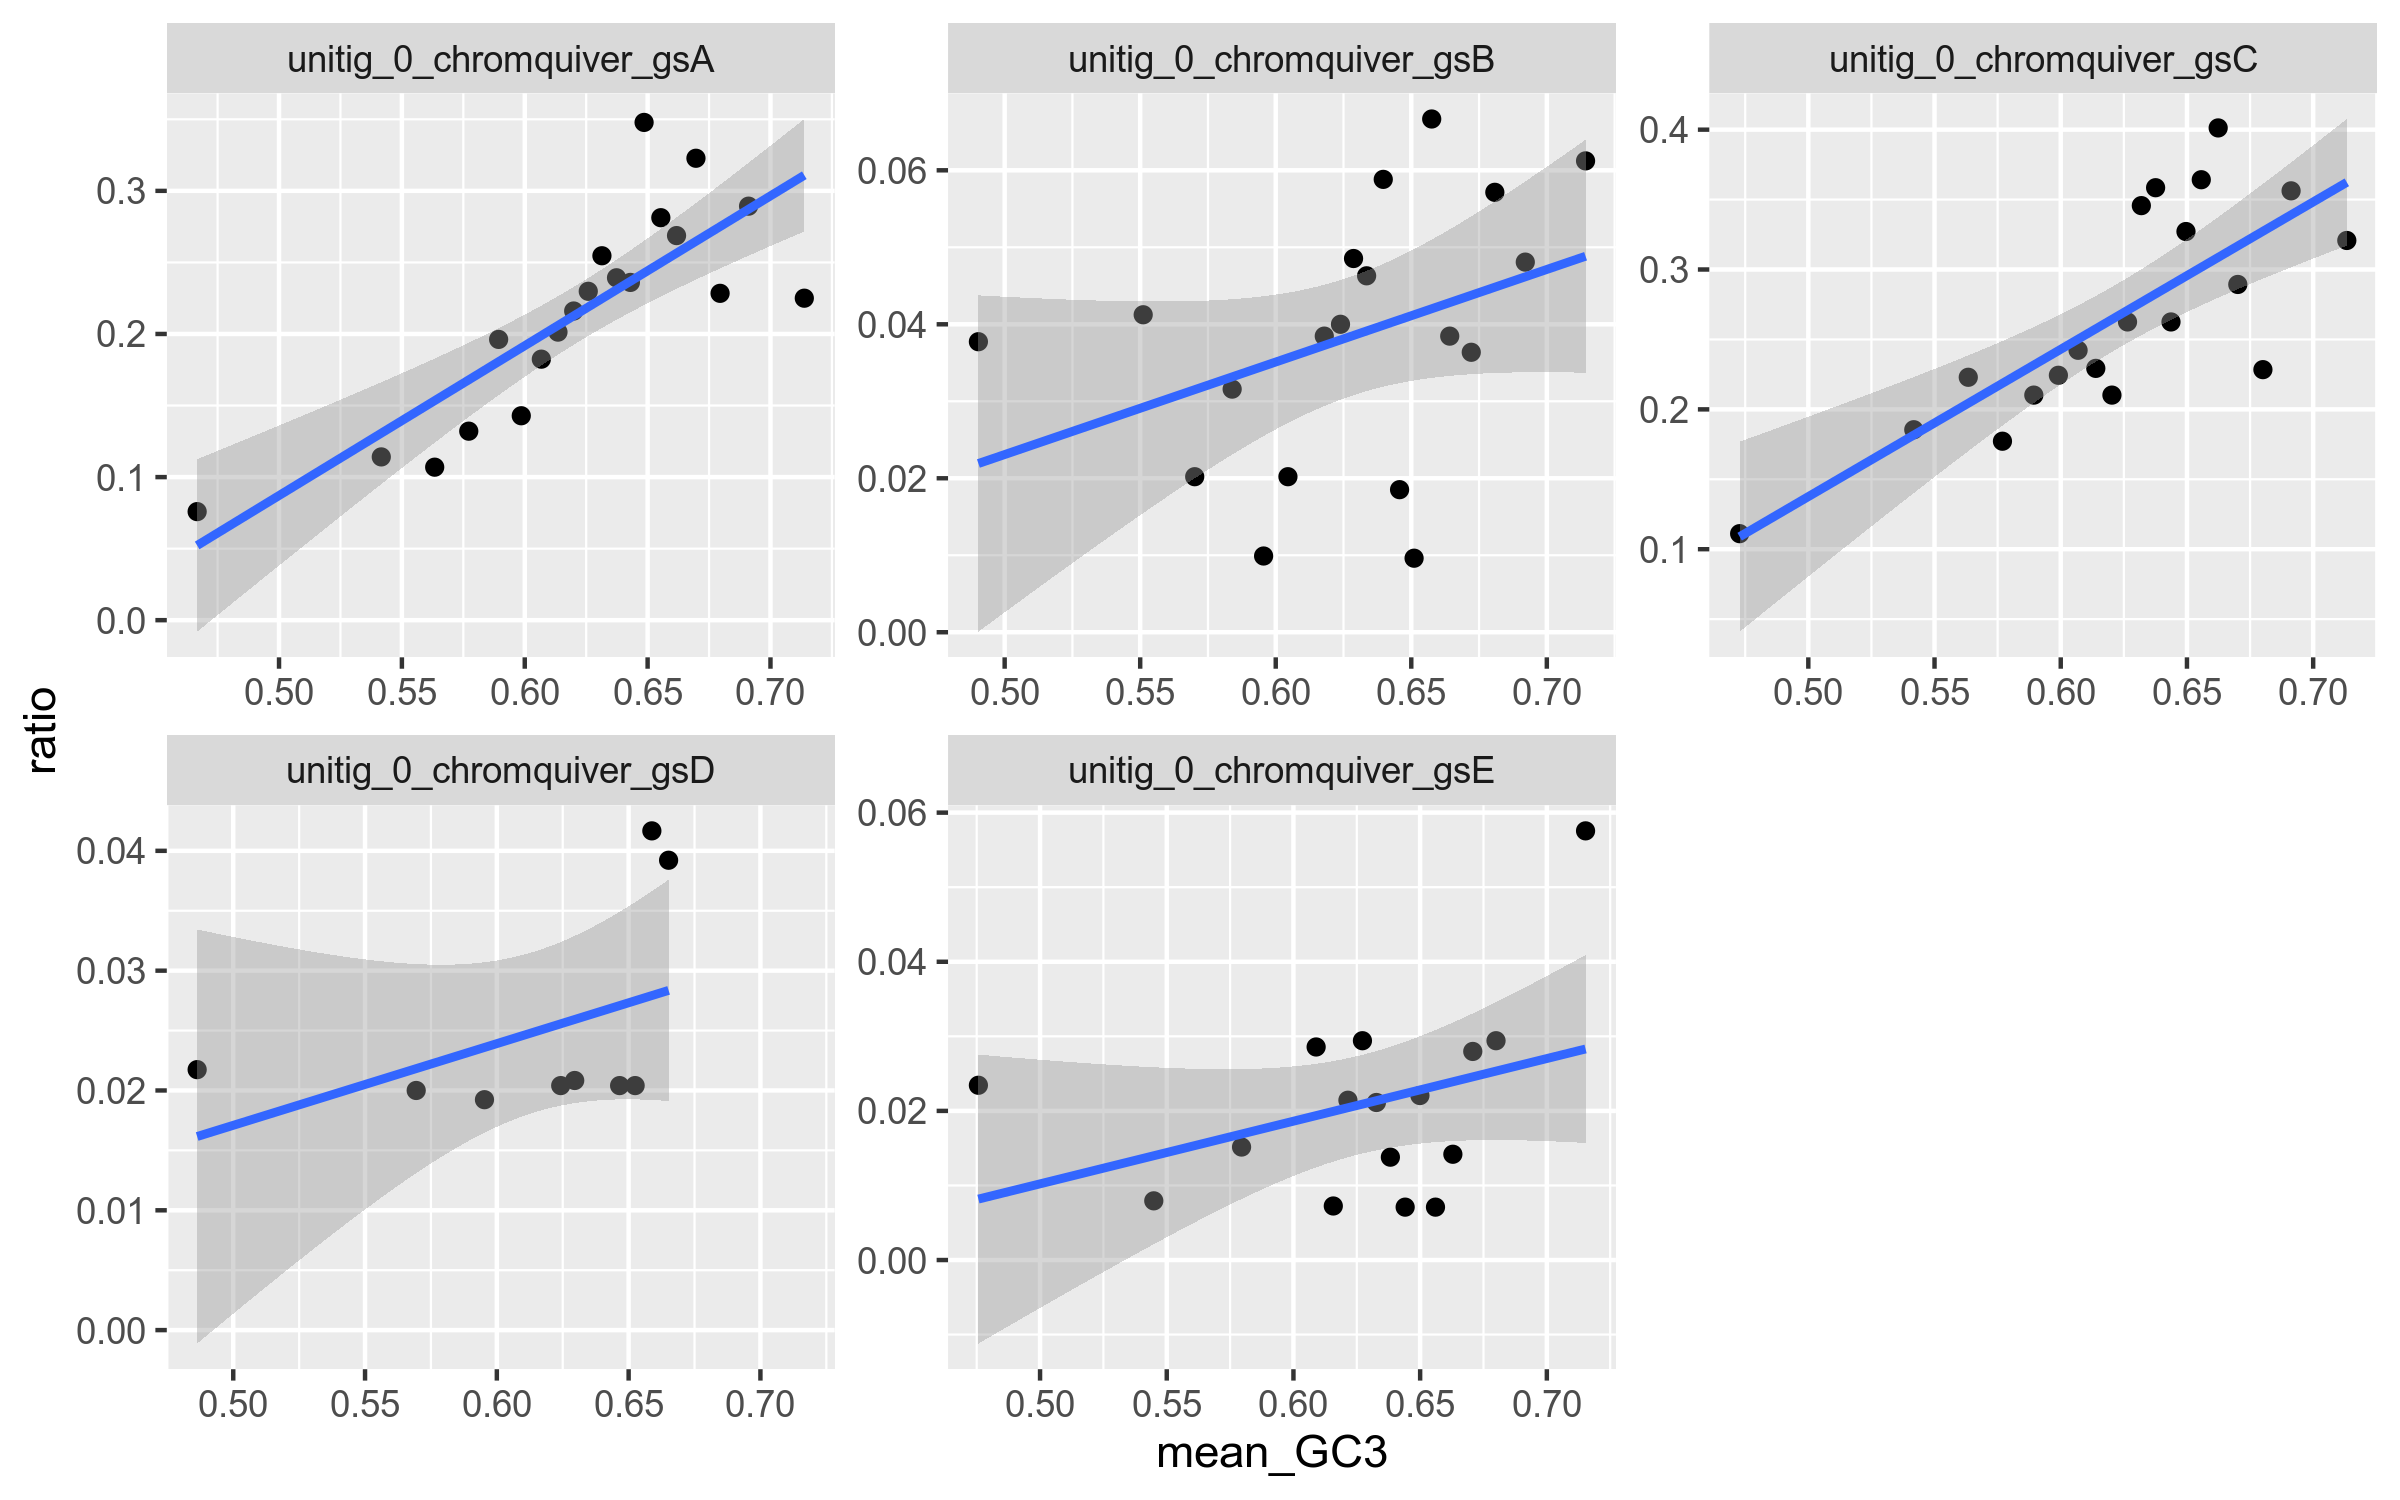 unitig_0_chromquiver_gsA
unitig_0_chromquiver_gsB
unitig_0_chromquiver_gsC
0.3
0.2
0.1
0.0
0.06
0.04
0.02
0.00
0.4
0.3
0.2
0.1
0.50 0.55 0.60 0.65 0.70
0.50 0.55 0.60 0.65 0.70
0.50 0.55 0.60 0.65 0.70
ratio
unitig_0_chromquiver_gsD
unitig_0_chromquiver_gsE
0.04
0.03
0.02
0.01
0.00
0.06
0.04
0.02
0.00
0.50 0.55 0.60 0.65 0.70
0.50 0.55 0.60 0.65 0.70
mean_GC3